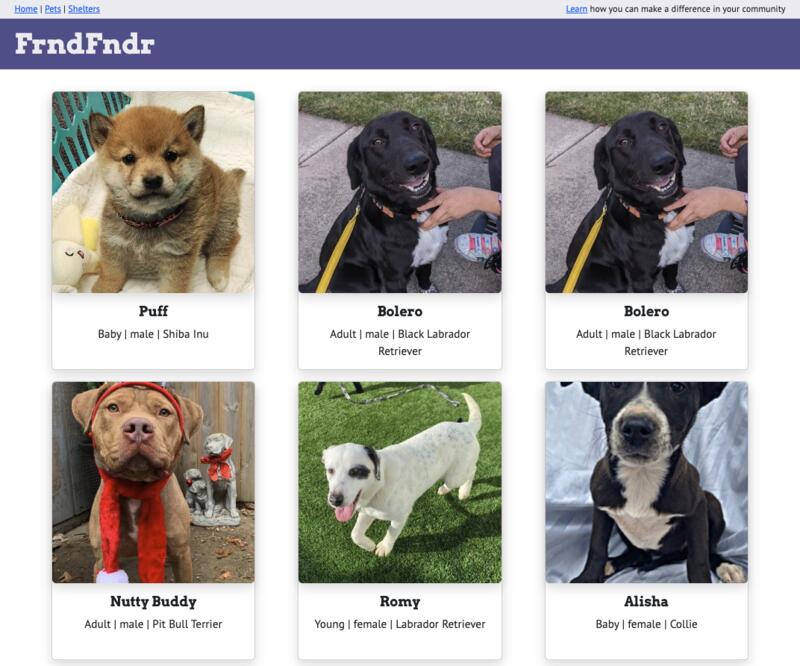 Home | Pets | Shelters
Learn how you can make a difference in your community
FrndFndr
Puff
Baby | male | Shiba Inu
Bolero
Adult | male | Black Labrador
Retriever
Bolero
Adult | male | Black Labrador
Retriever
Nutty Buddy
Adult | male | Pit Bull Terrier
Romy
Young | female | Labrador Retriever
Alisha
Baby | female | Collie